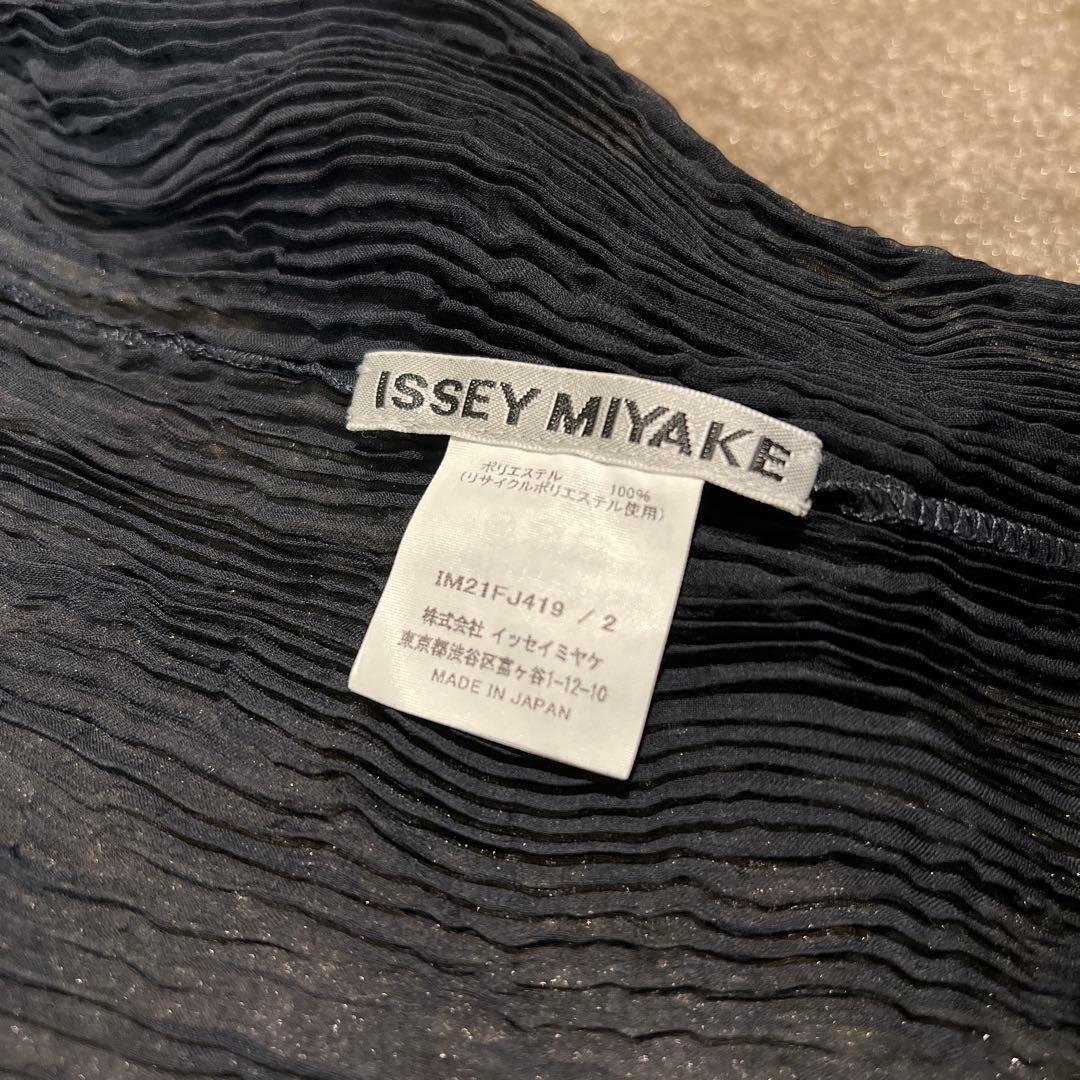 ISSEY MIYAKE
ポリエステル 100%
(リサイクルポリエステル使用)
IM21FJ419 / 2
株式会社 イッセイミヤケ
東京都渋谷区富ヶ谷1-12-10
MADE IN JAPAN